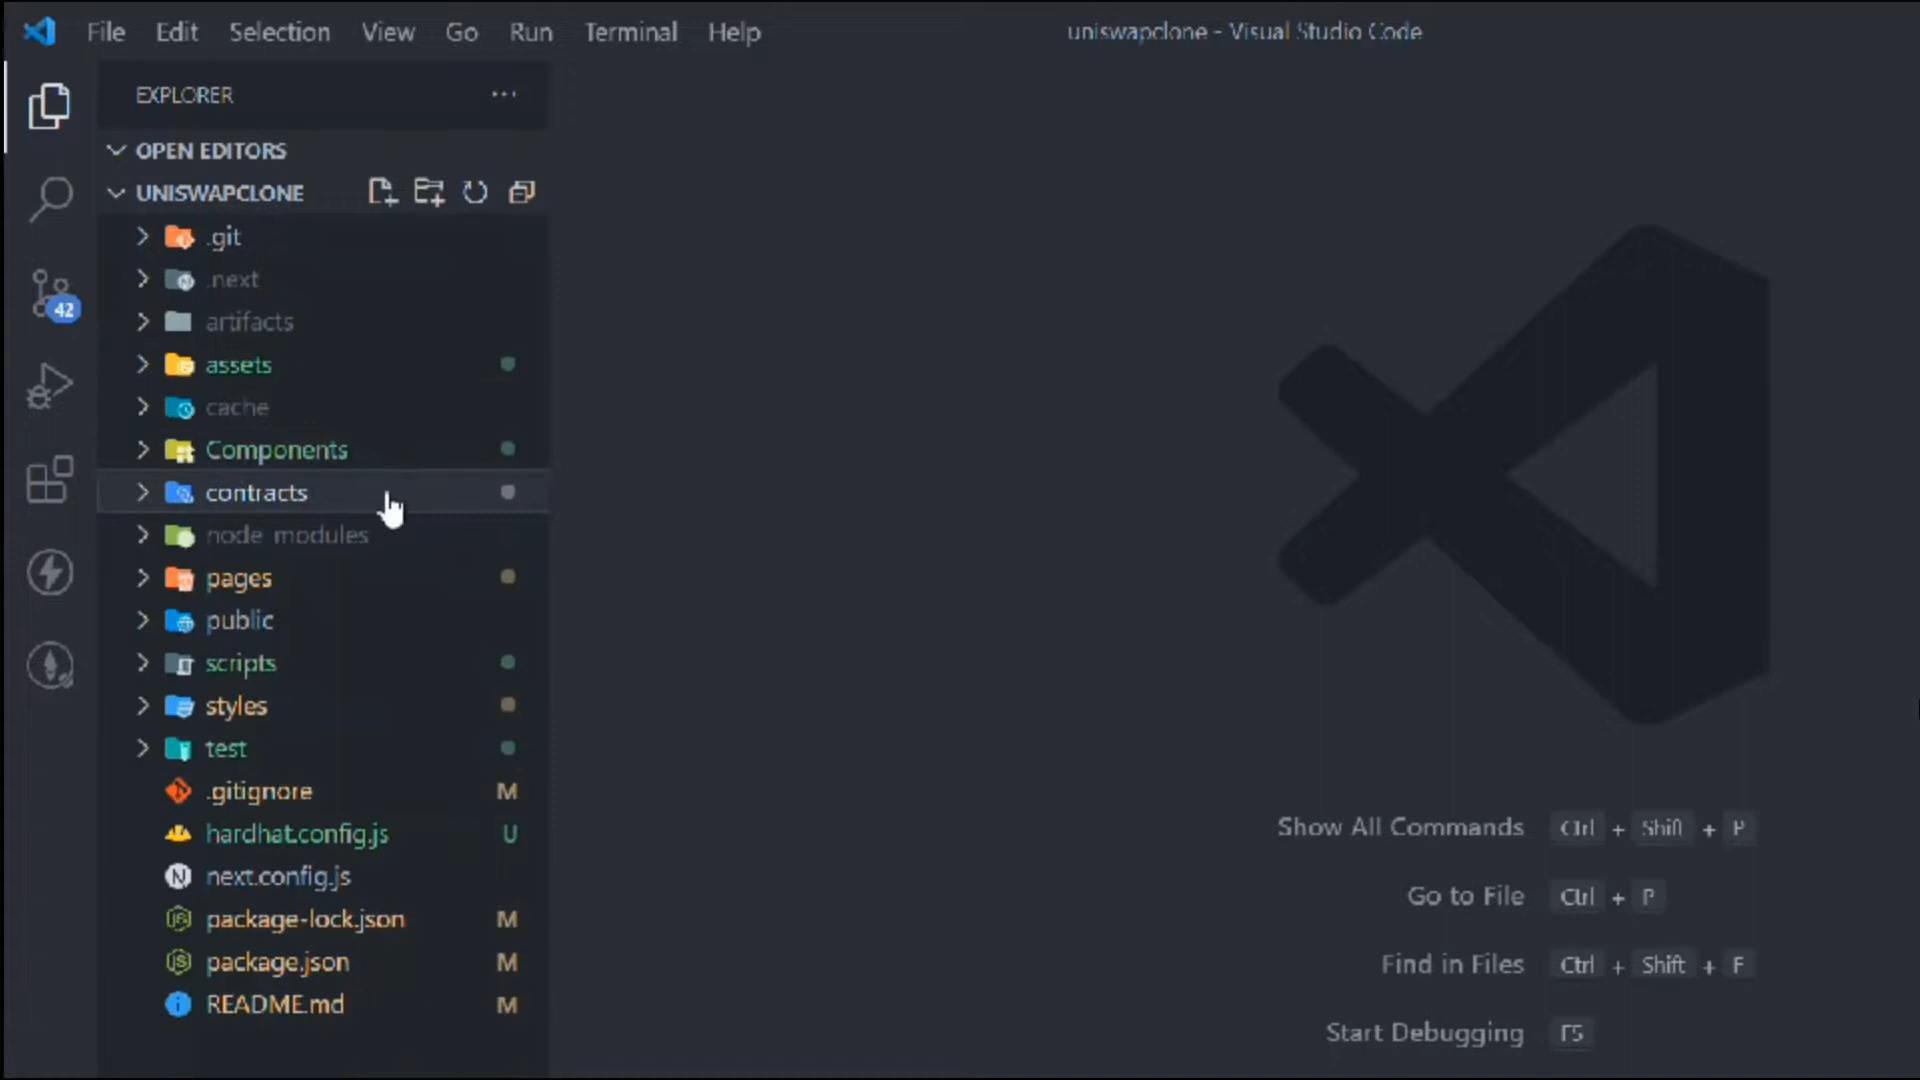 File Edit Selection View Go Run Terminal Help uniswapclone - Visual Studio Code
EXPLORER ...
OPEN EDITORS
UNISWAPCLONE
.git
.next
42
artifacts
assets
cache
Components
contracts
node_modules
pages
public
scripts
styles
test
.gitignore M
hardhat.config.js U
next.config.js
package-lock.json M
package.json M
README.md M
Show All Commands Ctrl + Shift + P
Go to File Ctrl + P
Find in Files Ctrl + Shift + F
Start Debugging F5